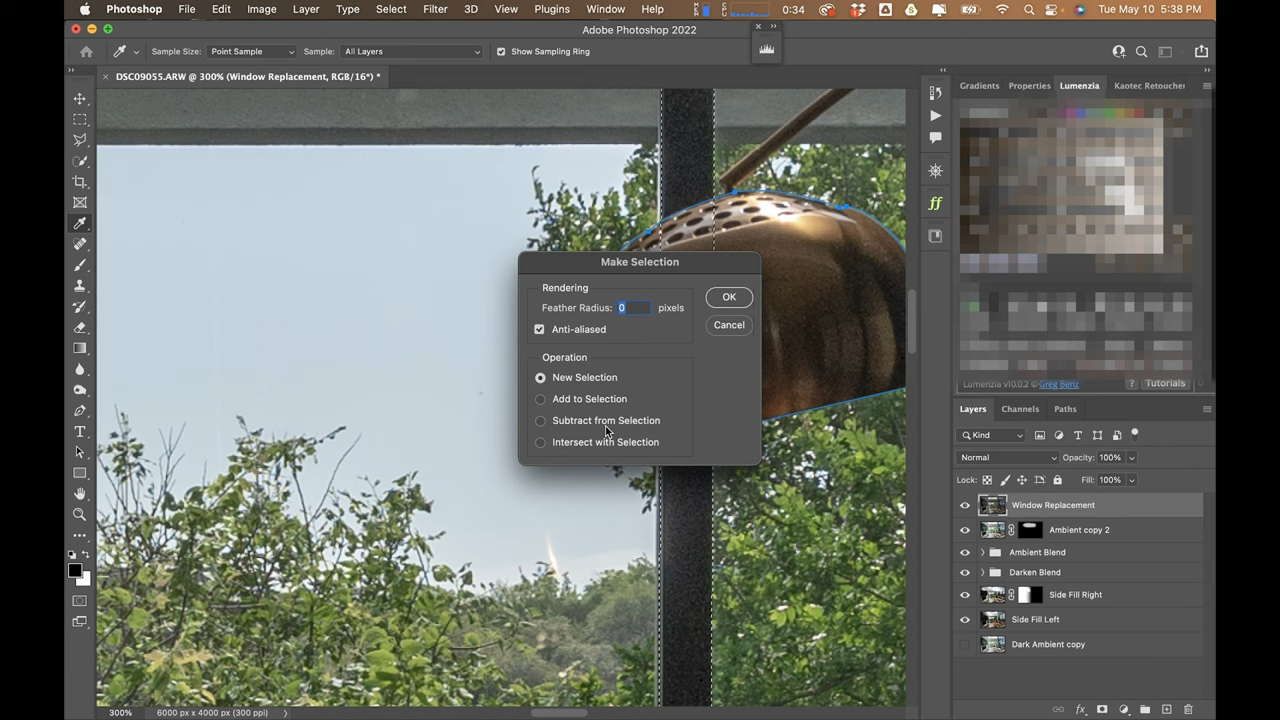 Photoshop File Edit Image Layer Type Select Filter 3D View Plugins Window Help 0:34 Tue May 10 5:38 PM
Adobe Photoshop 2022
Sample Size: Point Sample Sample: All Layers Show Sampling Ring
DSC09055.ARW @ 300% (Window Replacement, RGB/16*) *
Gradients Properties Lumenzia Kaotec Retoucher
Make Selection
Rendering
Feather Radius: 0 pixels
Anti-aliased
OK
Cancel
Operation
New Selection
Add to Selection
Subtract from Selection
Intersect with Selection
ff
Lumenzia v10.0.2 © Greg Benz ? Tutorials
Layers Channels Paths
Kind
Normal Opacity: 100%
Lock: Fill: 100%
Window Replacement
Ambient copy 2
Ambient Blend
Darken Blend
Side Fill Right
Side Fill Left
Dark Ambient copy
fx
300% 6000 px x 4000 px (300 ppi)